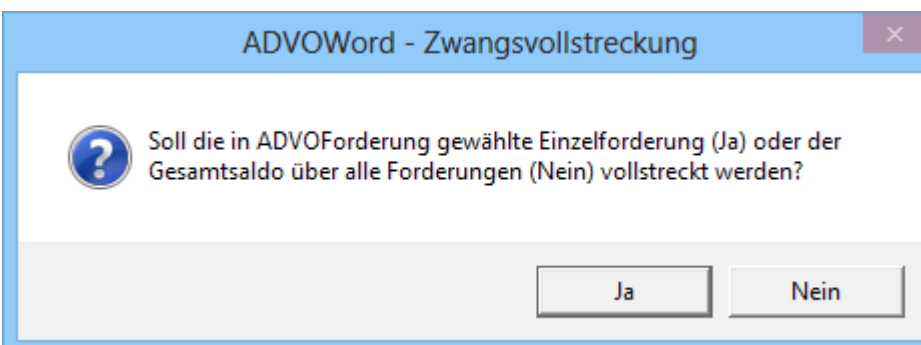 ADVOWord - Zwangsvollstreckung
Soll die in ADVOForderung gewählte Einzelforderung (Ja) oder der
Gesamtsaldo über alle Forderungen (Nein) vollstreckt werden?
Ja
Nein